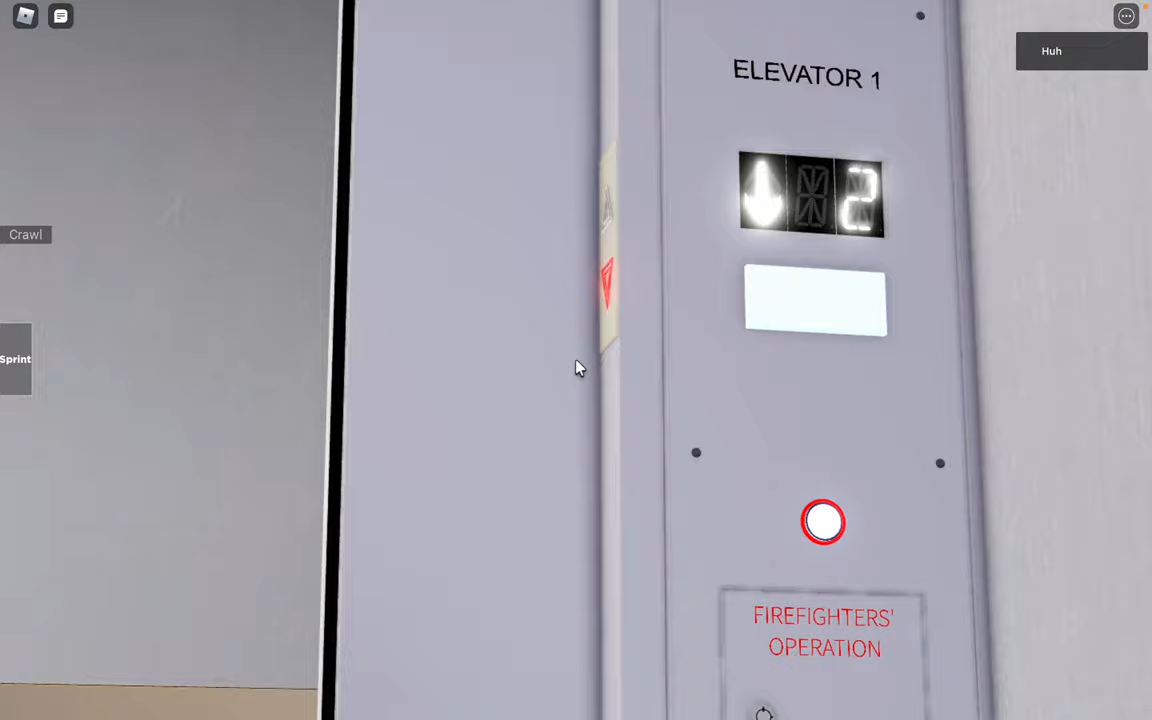 Huh
ELEVATOR 1
2
Crawl
Sprint
FIREFIGHTERS'
OPERATION